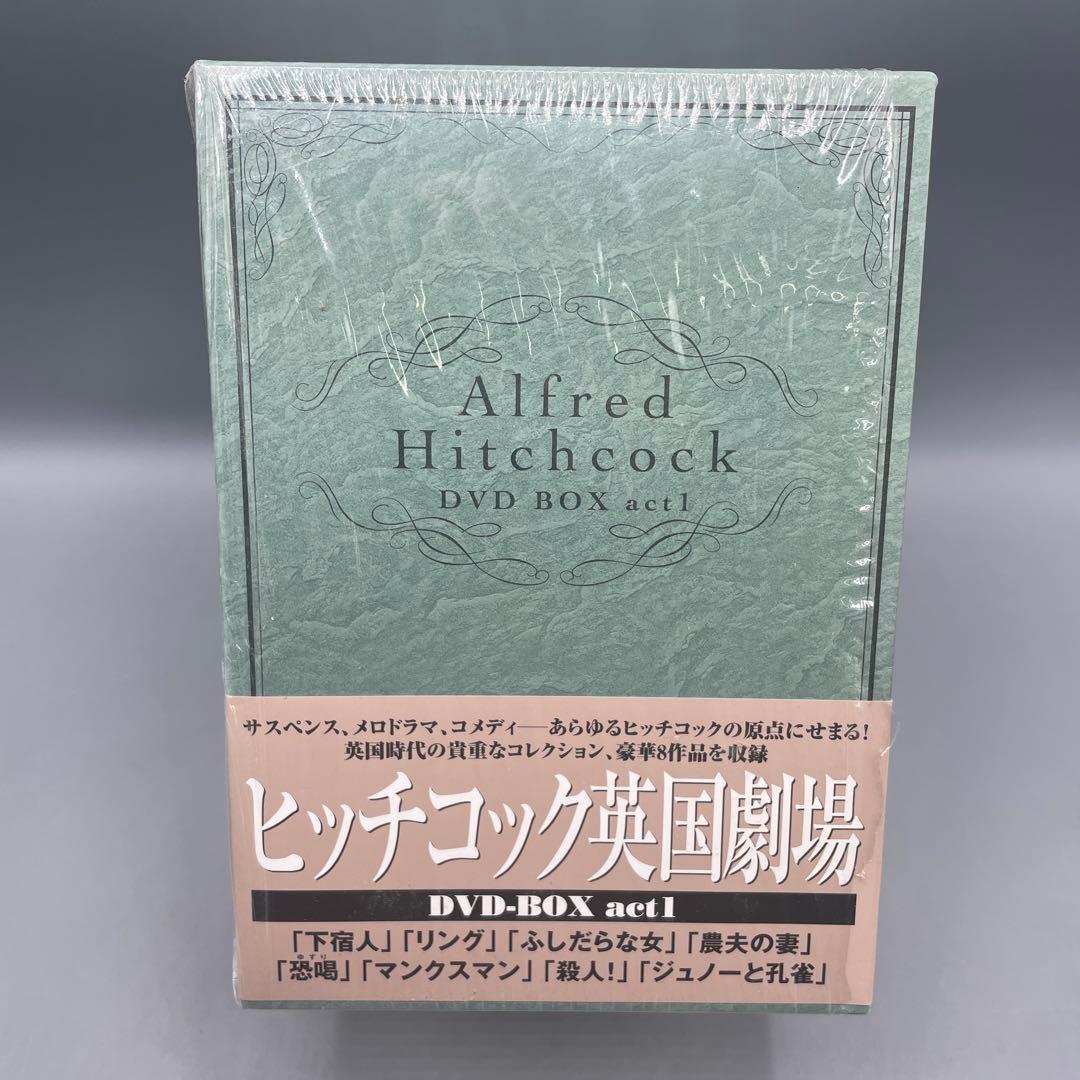 Alfred
Hitchcock
DVD BOX act1
サスペンス、メロドラマ、コメディ──あらゆるヒッチコックの原点にせまる!
英国時代の貴重なコレクション、豪華8作品を収録
ヒッチコック英国劇場
DVD-BOX act1
「下宿人」「リング」「ふしだらな女」「農夫の妻」
ゆすり
「恐喝」「マンクスマン」「殺人!」「ジュノーと孔雀」